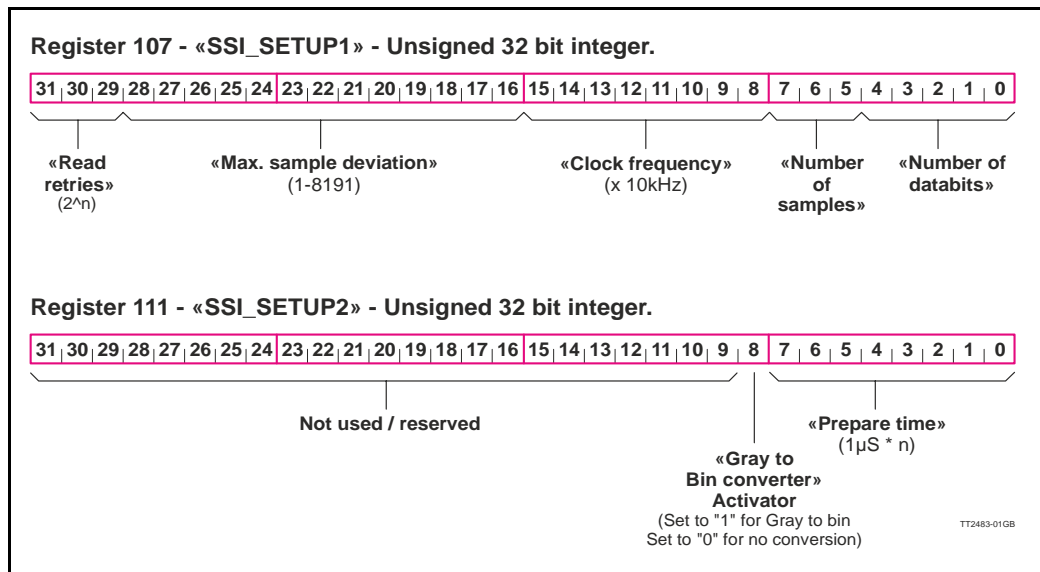 Register 107 - «SSI_SETUP1» - Unsigned 32 bit integer.
31 30 29 28 27 26 25 24 23 22 21 20 19 18 17 16 15 14 13 12 11 10 9 8 7 6 5 4 3 2 1 0
«Read
retries»
(2^n)
«Max. sample deviation»
(1-8191)
«Clock frequency»
(x 10kHz)
«Number
of
samples»
«Number of
databits»
Register 111 - «SSI_SETUP2» - Unsigned 32 bit integer.
31 30 29 28 27 26 25 24 23 22 21 20 19 18 17 16 15 14 13 12 11 10 9 8 7 6 5 4 3 2 1 0
Not used / reserved
«Prepare time»
(1µS * n)
«Gray to
Bin converter»
Activator
(Set to "1" for Gray to bin
Set to "0" for no conversion)
TT2483-01GB